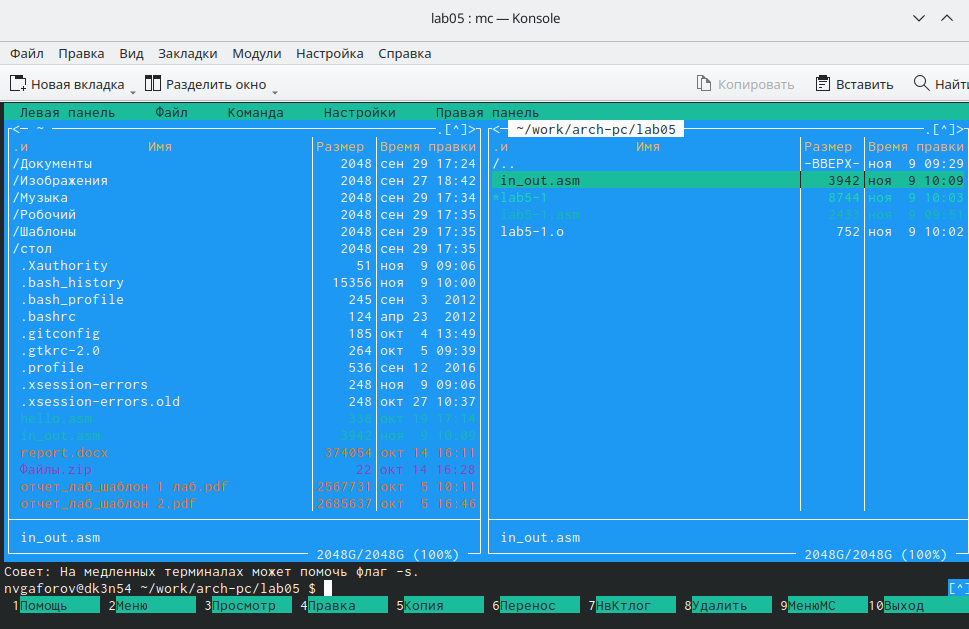 lab05 : mc — Konsole
Файл Правка Вид Закладки Модули Настройка Справка
Новая вкладка Разделить окно Копировать Вставить Найти
Левая панель Файл Команда Настройки Правая панель
<— ~ .[^]>
.и Имя Размер Время правки
/Документы 2048 сен 29 17:24
/Изображения 2048 сен 27 18:42
/Музыка 2048 сен 29 17:34
/Робочий 2048 сен 29 17:35
/Шаблоны 2048 сен 29 17:35
/стол 2048 сен 29 17:35
.Xauthority 51 ноя 9 09:06
.bash_history 15356 ноя 9 10:00
.bash_profile 245 сен 3 2012
.bashrc 124 апр 23 2012
.gitconfig 185 окт 4 13:49
.gtkrc-2.0 264 окт 5 09:39
.profile 536 сен 12 2016
.xsession-errors 248 ноя 9 09:06
.xsession-errors.old 248 окт 27 10:37
hello.asm 338 окт 19 17:14
in_out.asm 3942 ноя 9 10:09
report.docx 374054 окт 14 16:11
Файлы.zip 22 окт 14 16:28
отчет_лаб_шаблон 1 лаб.pdf 2567731 окт 5 10:11
отчет_лаб_шаблон 2.pdf 2685637 окт 5 16:46
in_out.asm
2048G/2048G (100%)
<— ~/work/arch-pc/lab05 .[^]>
.и Имя Размер Время правки
/.. -ВВЕРХ- ноя 9 09:29
in_out.asm 3942 ноя 9 10:09
*lab5-1 8744 ноя 9 10:03
lab5-1.asm 2433 ноя 9 09:51
lab5-1.o 752 ноя 9 10:02
in_out.asm
2048G/2048G (100%)
Совет: На медленных терминалах может помочь флаг -s.
nvgaforov@dk3n54 ~/work/arch-pc/lab05 $ [^]
1Помощь 2Меню 3Просмотр 4Правка 5Копия 6Перенос 7НвКтлог 8Удалить 9МенюМС 10Выход